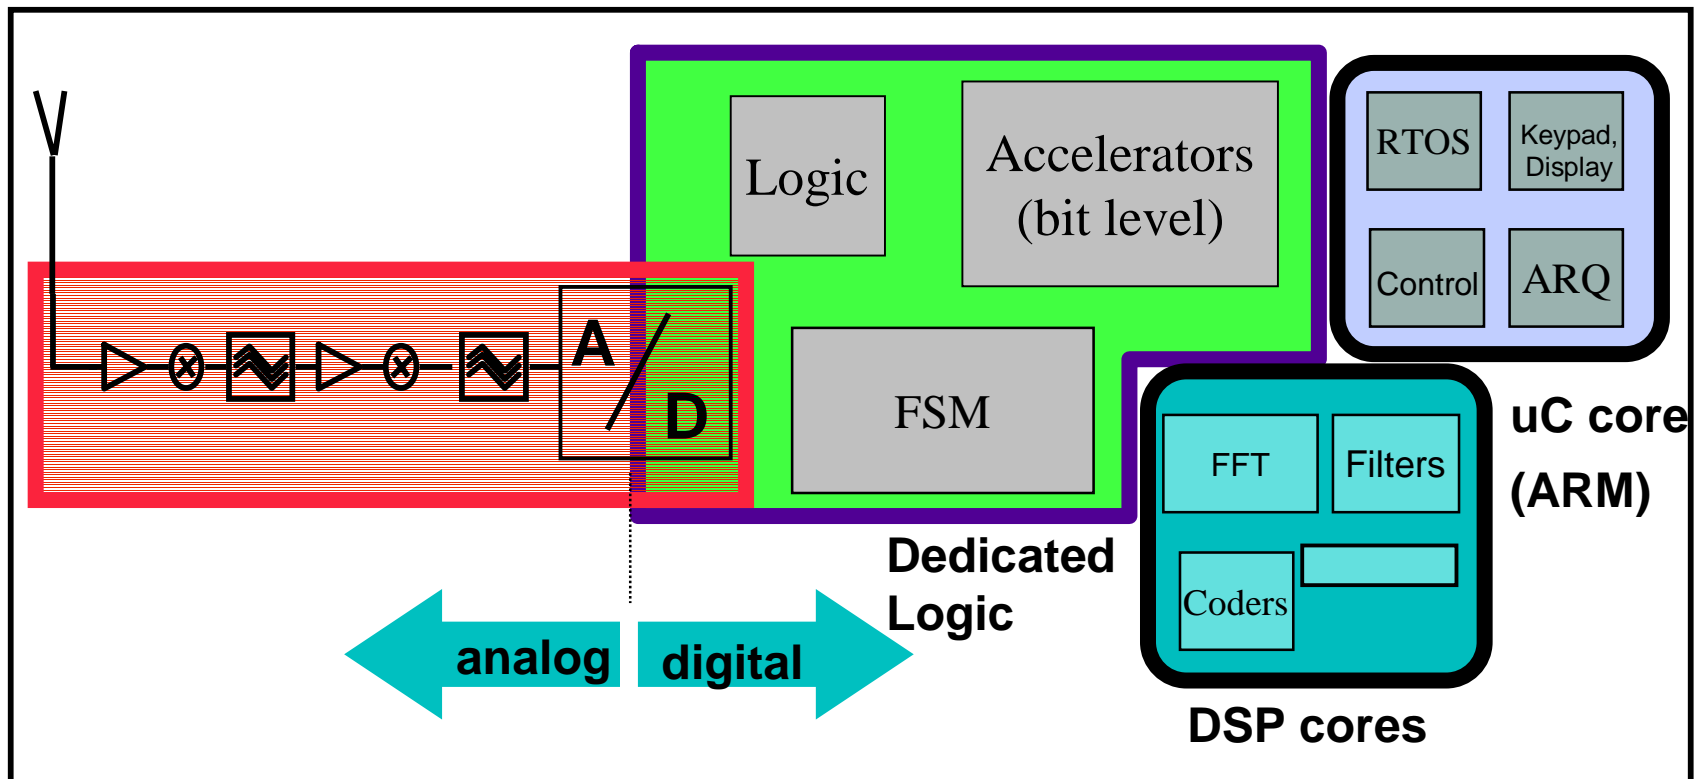 Logic
Accelerators
(bit level)
RTOS
Keypad,
Display
Control
ARQ
A
D
FSM
uC core
(ARM)
FFT
Filters
Coders
Dedicated
Logic
analog
digital
DSP cores